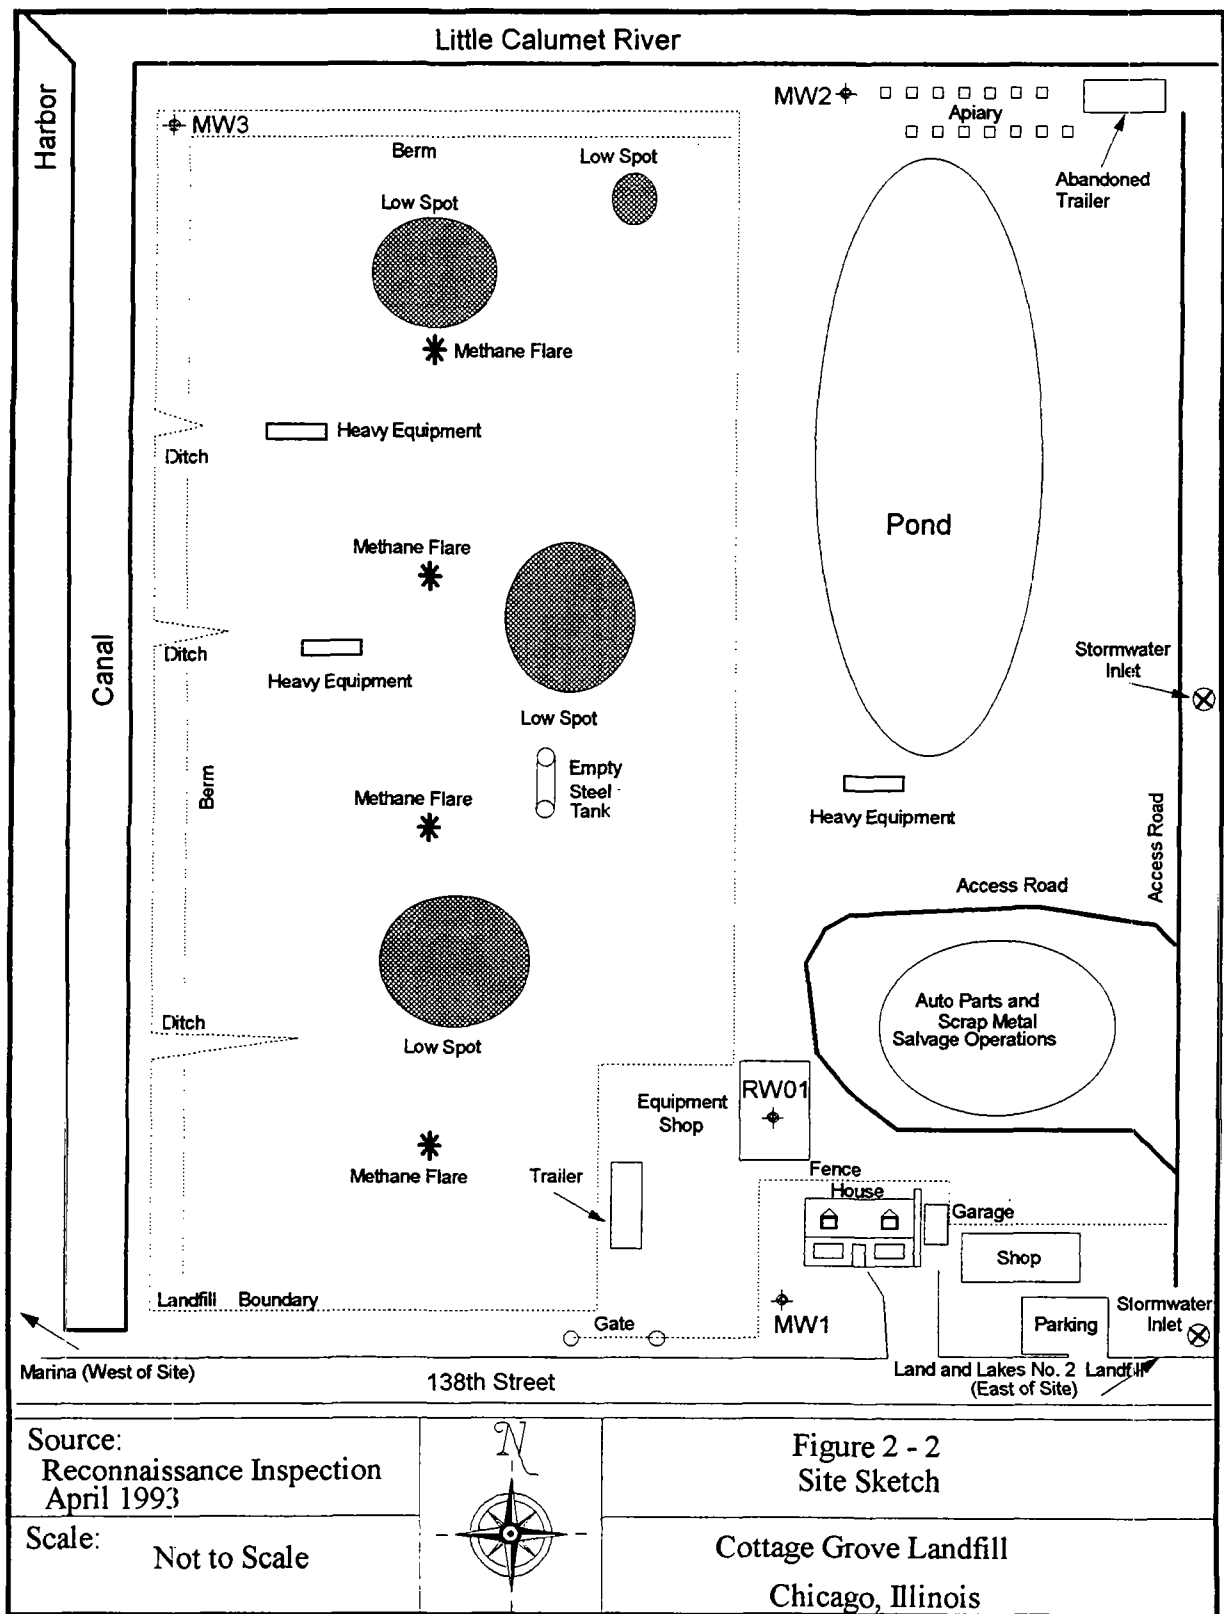 Little Calumet River
Harbor
MW2
Apiary
MW3
Berm
Low Spot
Abandoned
Trailer
Low Spot
Methane Flare
Heavy Equipment
Ditch
Pond
Methane Flare
Canal
Ditch
Heavy Equipment
Stormwater
Inlet
Low Spot
Berm
Empty
Steel
Tank
Methane Flare
Heavy Equipment
Access Road
Access Road
Auto Parts and
Scrap Metal
Salvage Operations
Ditch
Low Spot
RW01
Equipment
Shop
Methane Flare
Trailer
Fence
House
Garage
Shop
Landfill Boundary
Gate
MW1
Parking
Stormwater
Inlet
Marina (West of Site)
138th Street
Land and Lakes No. 2 Landfill
(East of Site)
Source:
Reconnaissance Inspection
April 1993
Scale:
Not to Scale
N
Figure 2 - 2
Site Sketch
Cottage Grove Landfill
Chicago, Illinois